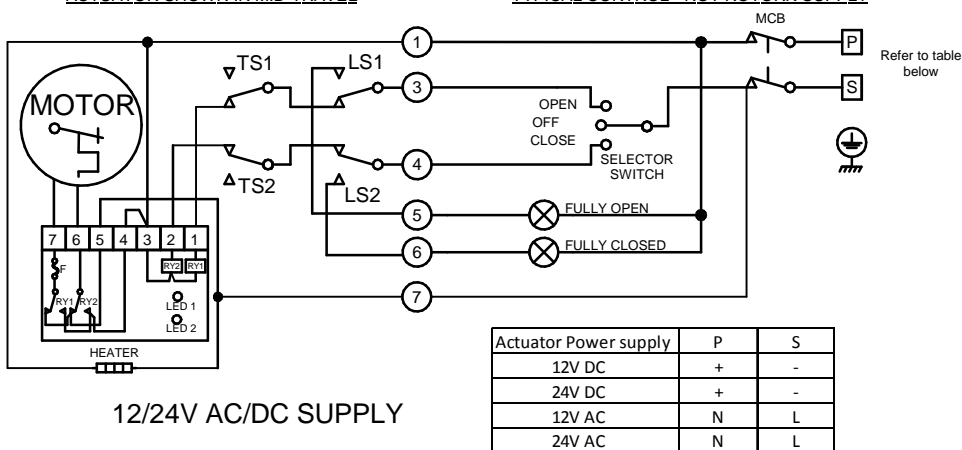 MCB
P
Refer to table
below
S
1
TS1
LS1
3
MOTOR
OPEN
OFF
CLOSE
SELECTOR
SWITCH
4
TS2
LS2
5
FULLY OPEN
6
FULLY CLOSED
7
7 6 5 4 3 2 1
F
RY2 RY1
RY1 RY2
LED 1
LED 2
HEATER
12/24V AC/DC SUPPLY
Actuator Power supply P S
12V DC + -
24V DC + -
12V AC N L
24V AC N L